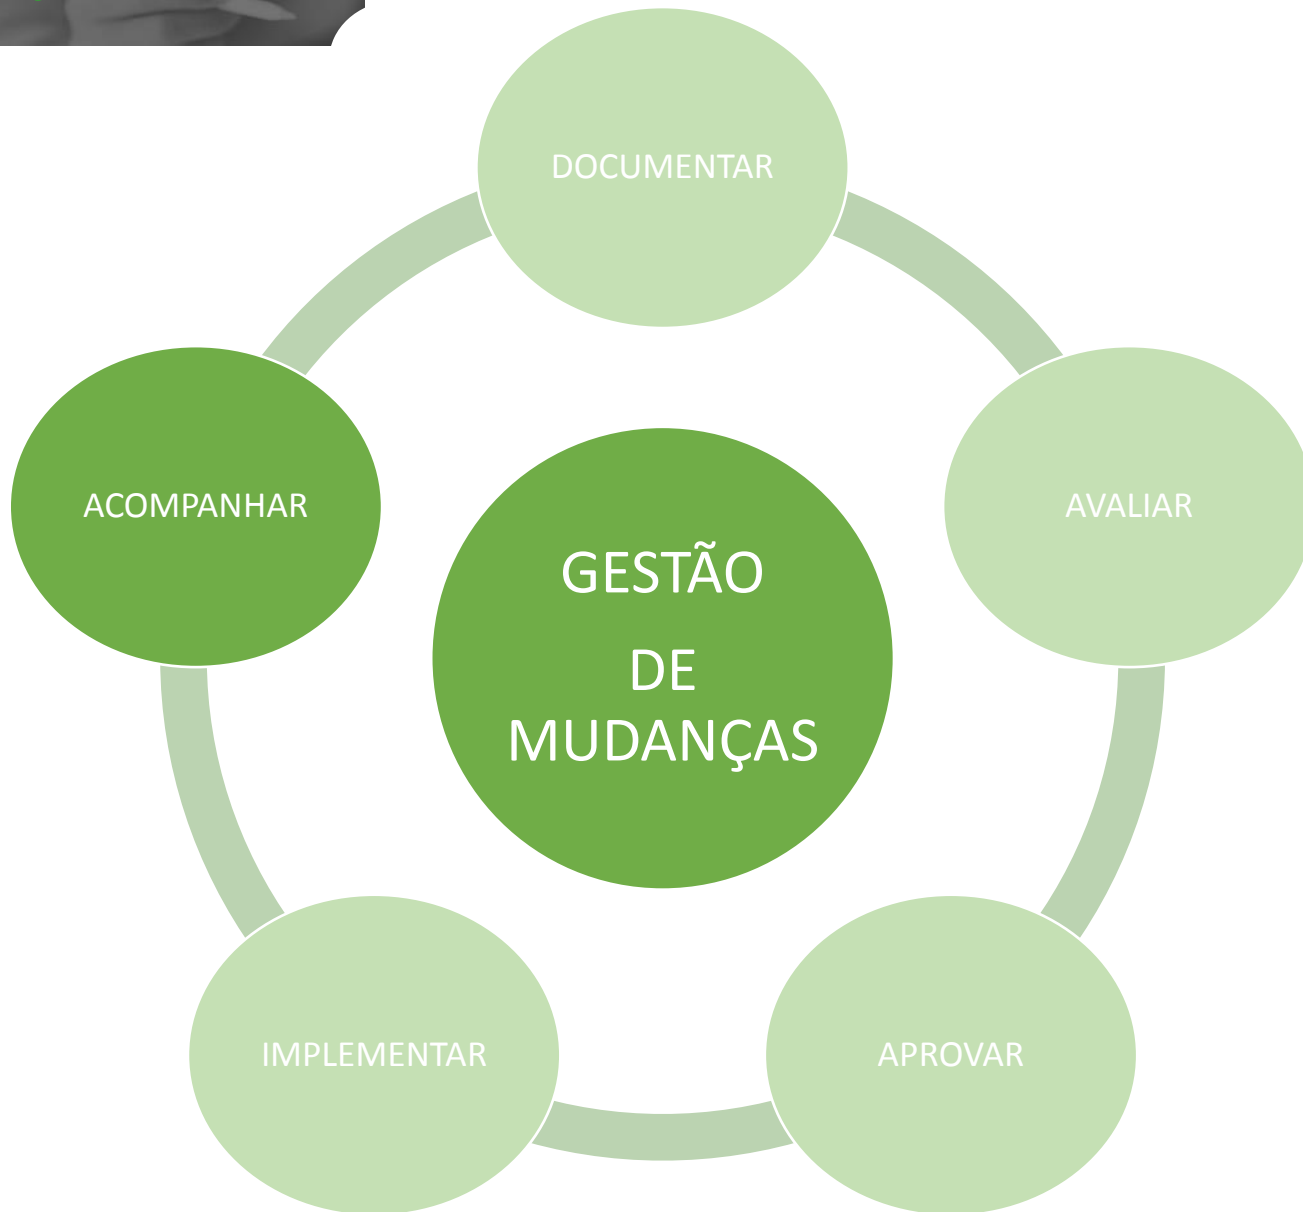 DOCUMENTAR
ACOMPANHAR
AVALIAR
GESTÃO
DE
MUDANÇAS
IMPLEMENTAR
APROVAR